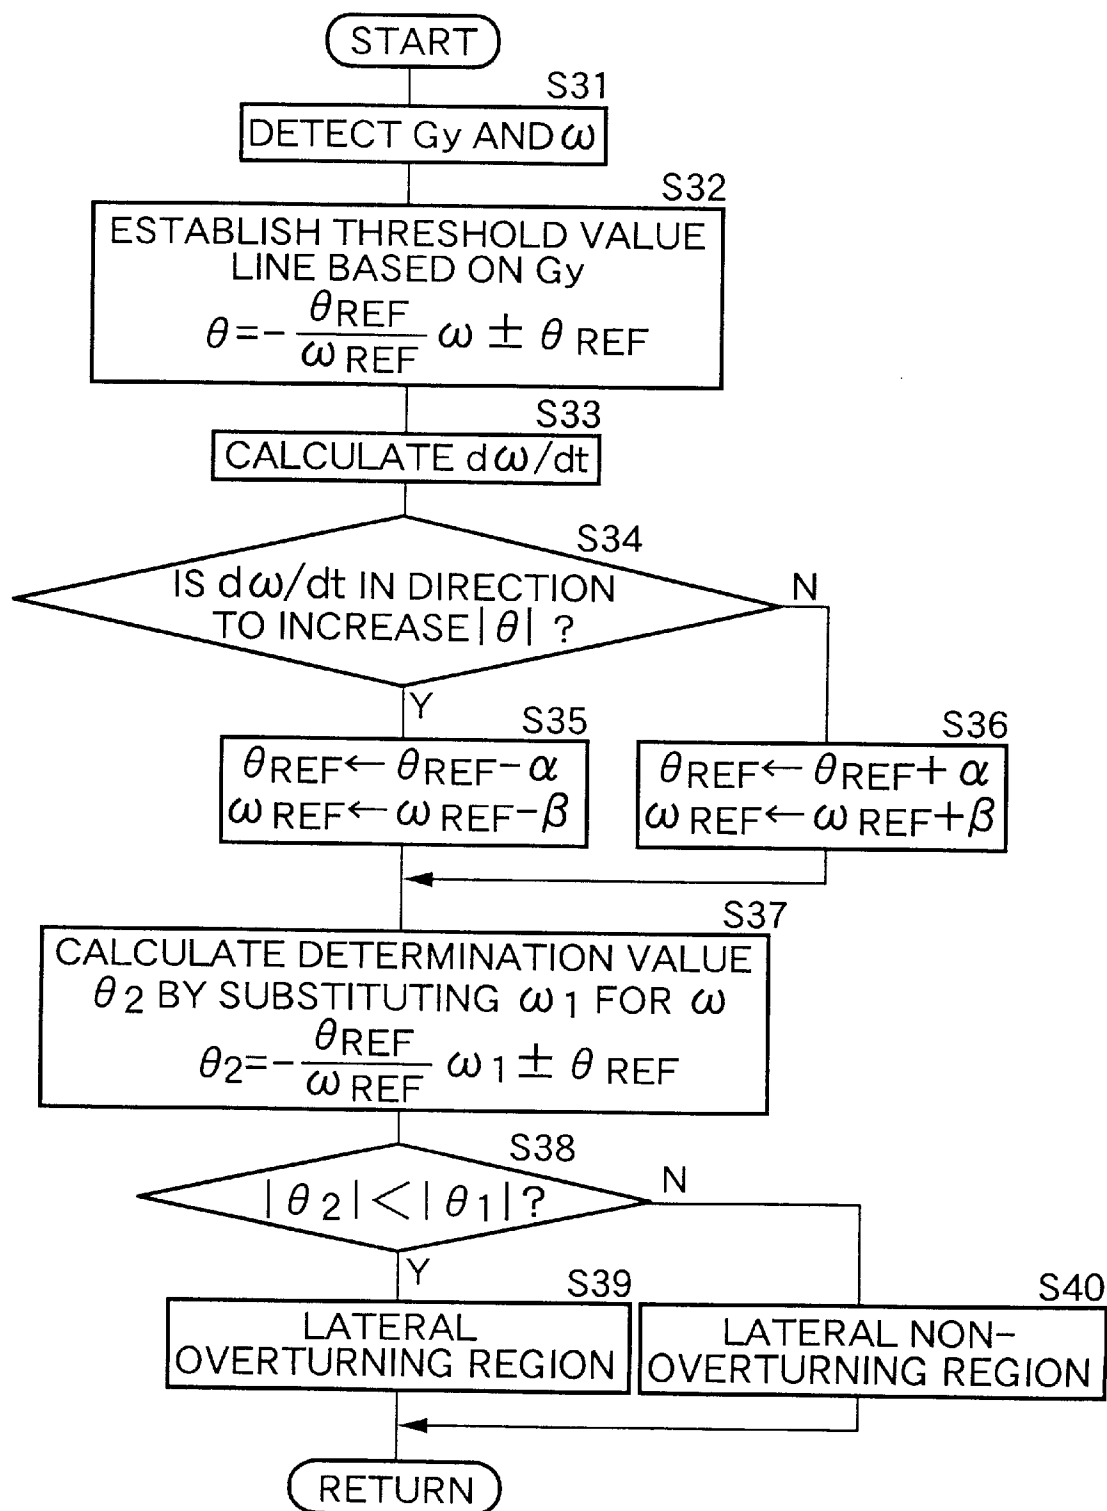 START
S31
DETECT Gy AND ω
S32
ESTABLISH THRESHOLD VALUE
LINE BASED ON Gy
θ=-θREF/ωREF ω ± θ REF
S33
CALCULATE dω/dt
S34
IS dω/dt IN DIRECTION
TO INCREASE|θ| ?
N
Y
S35
θREF← θREF-α
ωREF← ωREF-β
S36
θREF← θREF+ α
ωREF← ωREF+β
S37
CALCULATE DETERMINATION VALUE
θ2 BY SUBSTITUTING ω1 FOR ω
θ2=-θREF/ωREF ω1 ± θ REF
S38
|θ2|<|θ1|?
N
Y
S39
LATERAL
OVERTURNING REGION
S40
LATERAL NON-
OVERTURNING REGION
RETURN